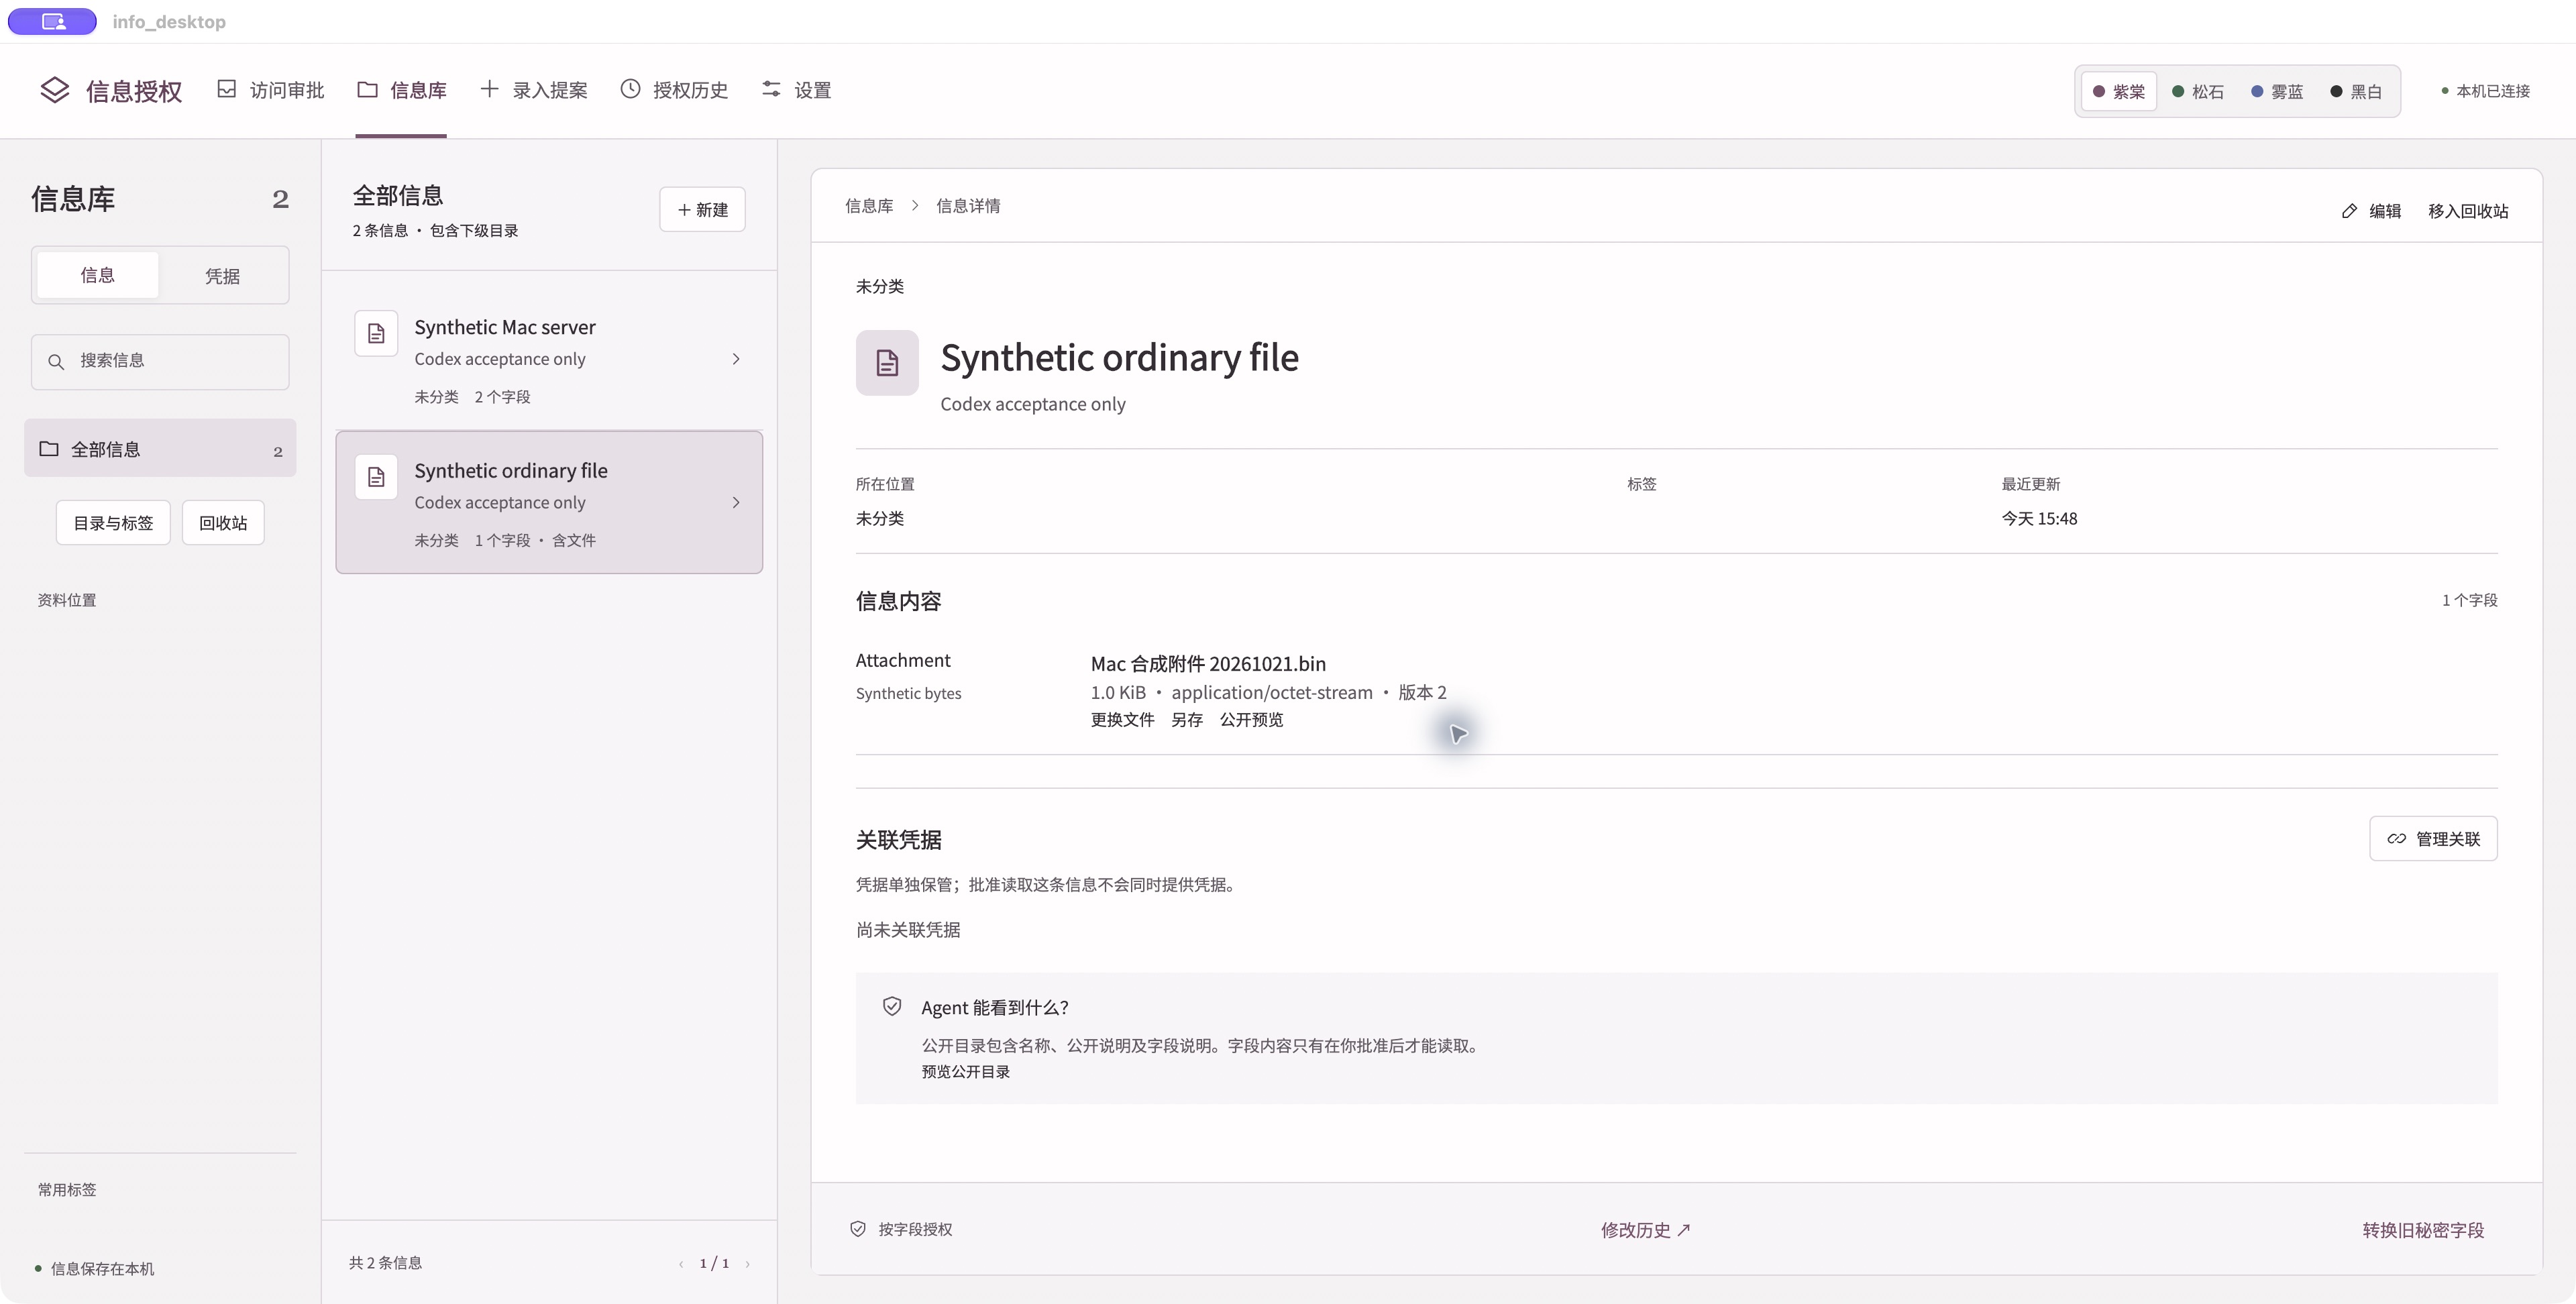 info_desktop
信息授权
访问审批
信息库
录入提案
授权历史
设置
紫棠
松石
雾蓝
黑白
本机已连接
信息库
2
信息
凭据
搜索信息
全部信息
2
目录与标签
回收站
资料位置
常用标签
信息保存在本机
全部信息
2 条信息 · 包含下级目录
+ 新建
Synthetic Mac server
Codex acceptance only
未分类 2 个字段
Synthetic ordinary file
Codex acceptance only
未分类 1 个字段 · 含文件
共 2 条信息
‹ 1 / 1 ›
信息库 > 信息详情
编辑
移入回收站
未分类
Synthetic ordinary file
Codex acceptance only
所在位置
未分类
标签
最近更新
今天 15:48
信息内容
1 个字段
Attachment
Synthetic bytes
Mac 合成附件 20261021.bin
1.0 KiB · application/octet-stream · 版本 2
更换文件 另存 公开预览
关联凭据
管理关联
凭据单独保管；批准读取这条信息不会同时提供凭据。
尚未关联凭据
Agent 能看到什么？
公开目录包含名称、公开说明及字段说明。字段内容只有在你批准后才能读取。
预览公开目录
按字段授权
修改历史 ↗
转换旧秘密字段